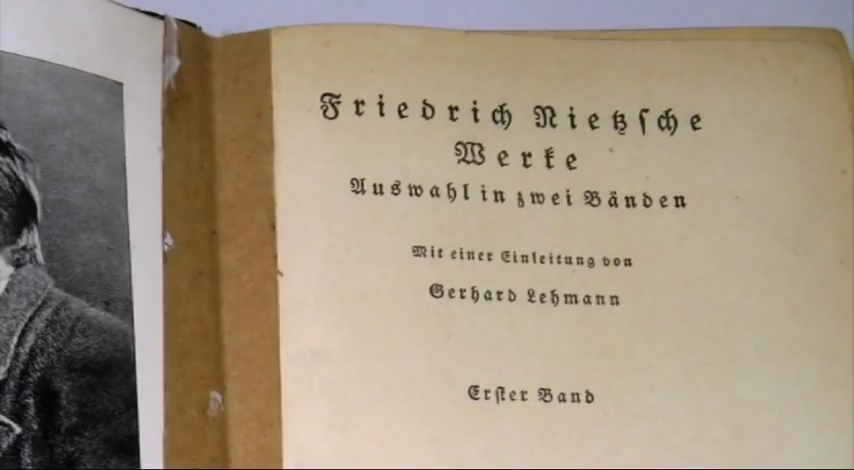 Friedrich Nietzſche
Werke
Auswahl in zwei Bänden
Mit einer Einleitung von
Gerhard Lehmann
Erſter Band